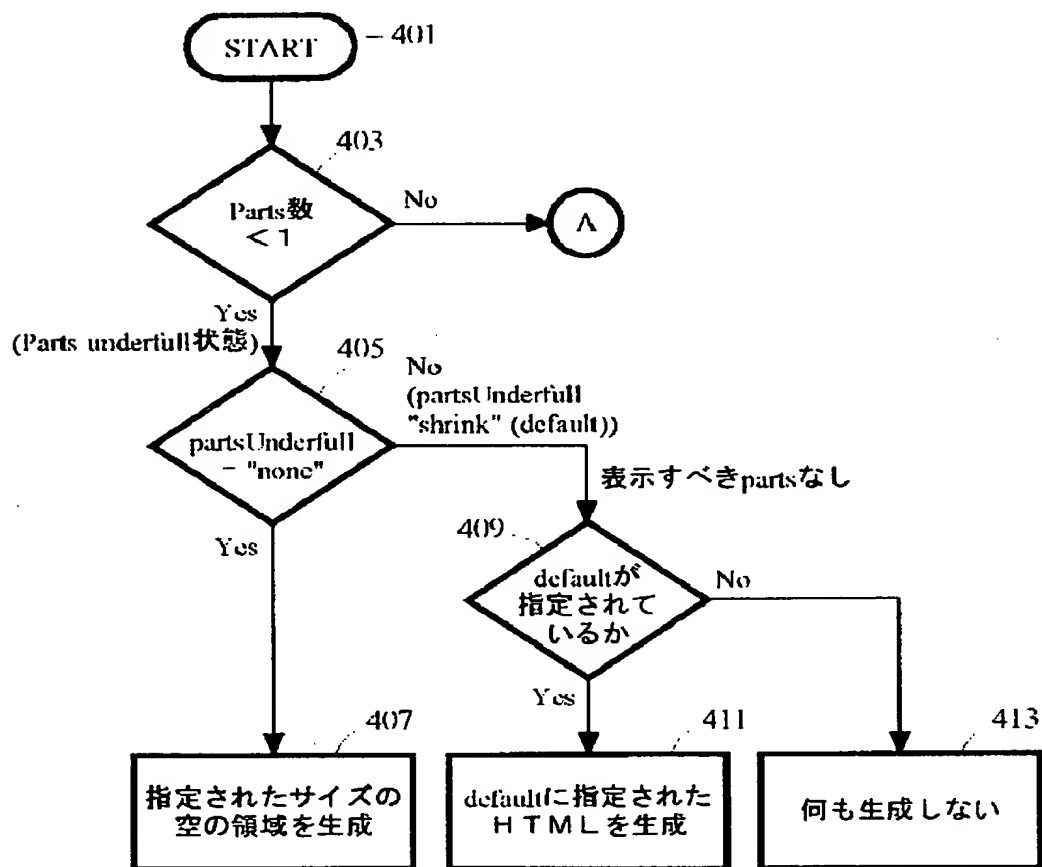 START
401
403
Parts数
＜1
No
A
Yes
(Parts underfull状態)
405
No
(partsUnderfull
"shrink" (default))
partsUnderfull
= "none"
表示すべきpartsなし
Yes
409
defaultが
指定されて
いるか
No
Yes
407
指定されたサイズの
空の領域を生成
411
defaultに指定された
ＨＴＭＬを生成
413
何も生成しない